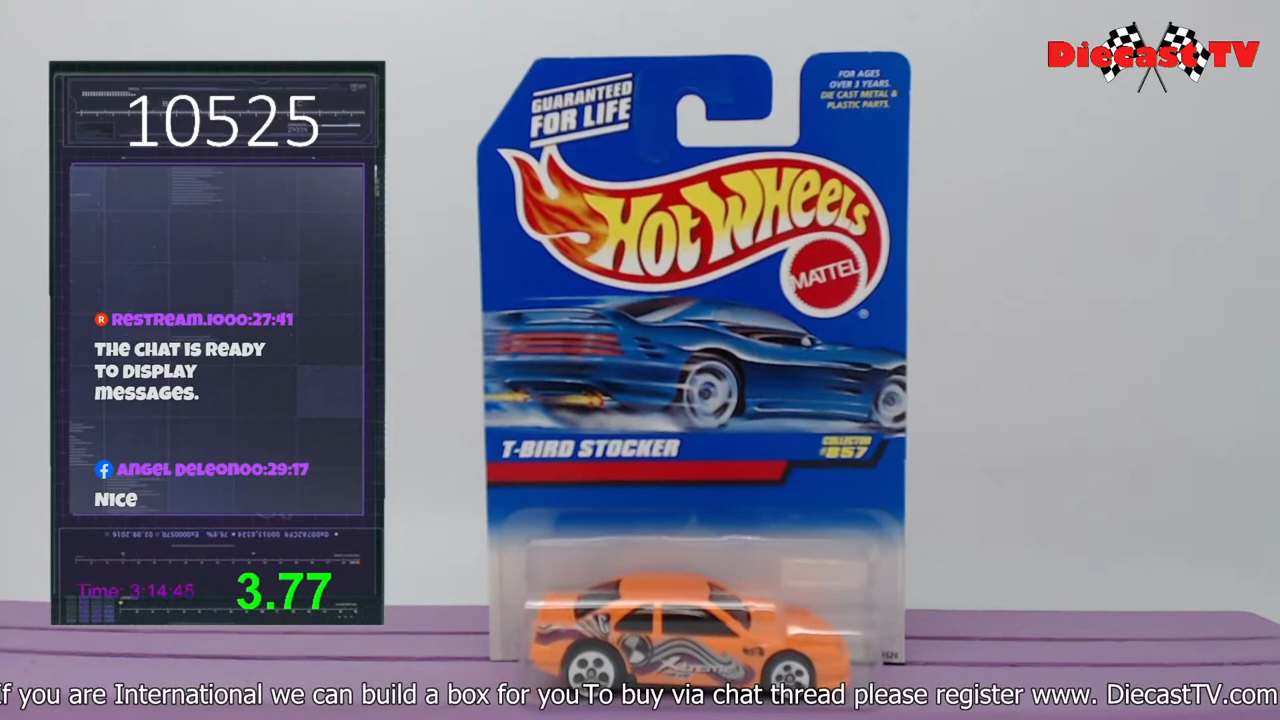 Diecast TV
10525
Restream.io00:27:41
The chat is ready
to display
messages.
Angel Deleon00:29:17
Nice
Time: 3:14:45
3.77
GUARANTEED
FOR LIFE
FOR AGES
OVER 3 YEARS.
DIE CAST METAL &
PLASTIC PARTS.
HOT WHEELS
MATTEL
®
T-BIRD STOCKER
COLLECTOR
#857
Xtreme
If you are International we can build a box for you To buy via chat thread please register www. DiecastTV.com